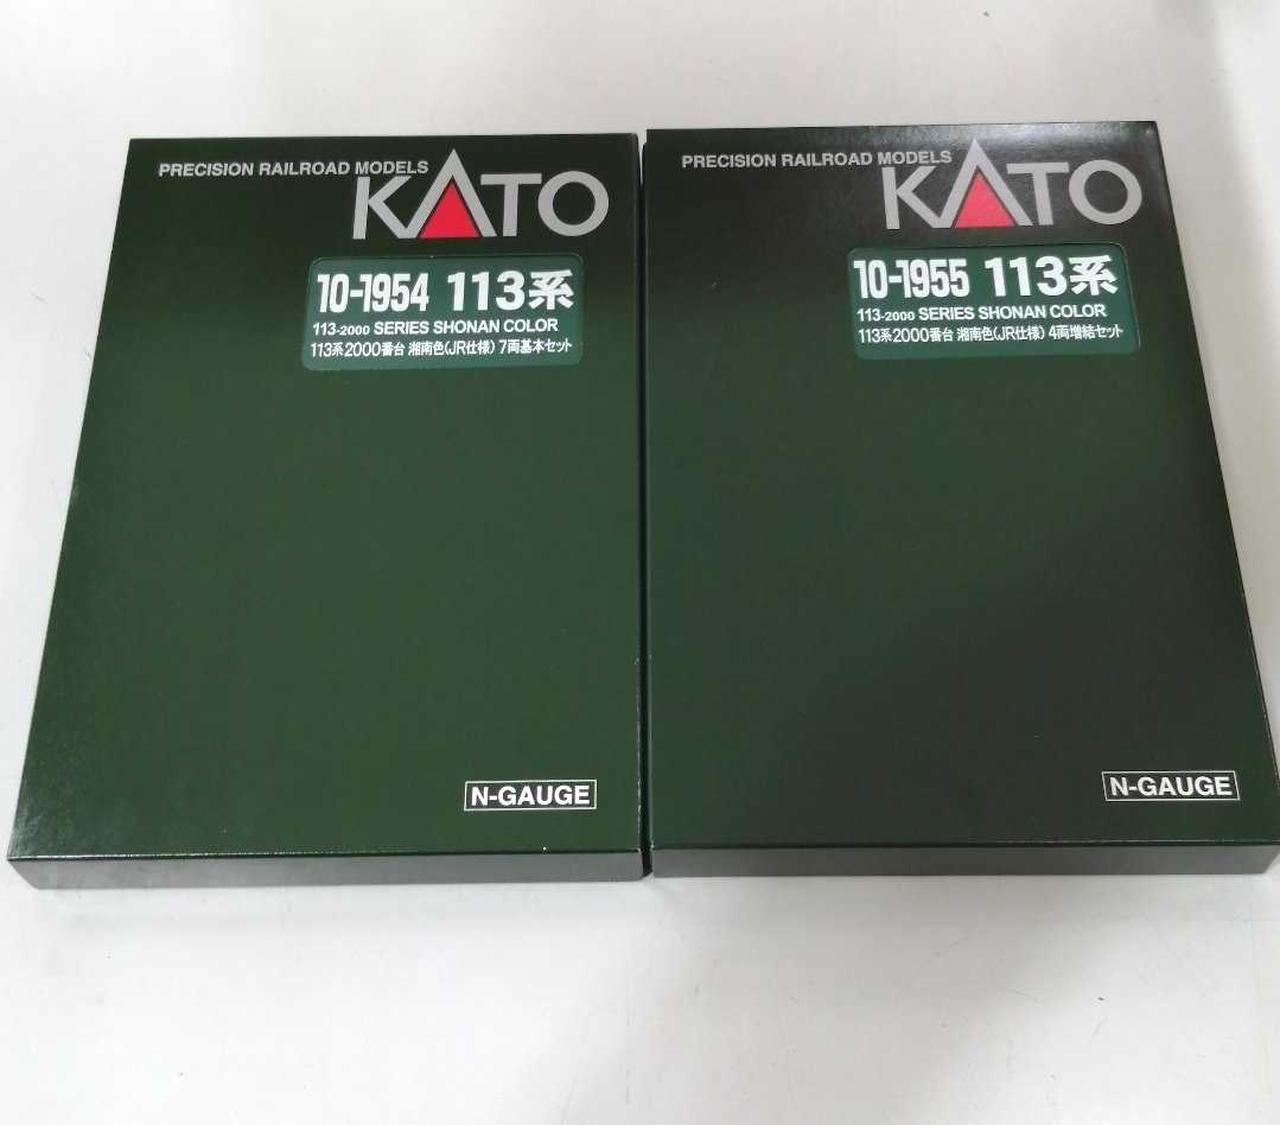 PRECISION RAILROAD MODELS
KATO
10-1954 113系
113-2000 SERIES SHONAN COLOR
113系2000番台 湘南色(JR仕様) 7両基本セット
N-GAUGE
PRECISION RAILROAD MODELS
KATO
10-1955 113系
113-2000 SERIES SHONAN COLOR
113系2000番台 湘南色(JR仕様) 4両増結セット
N-GAUGE